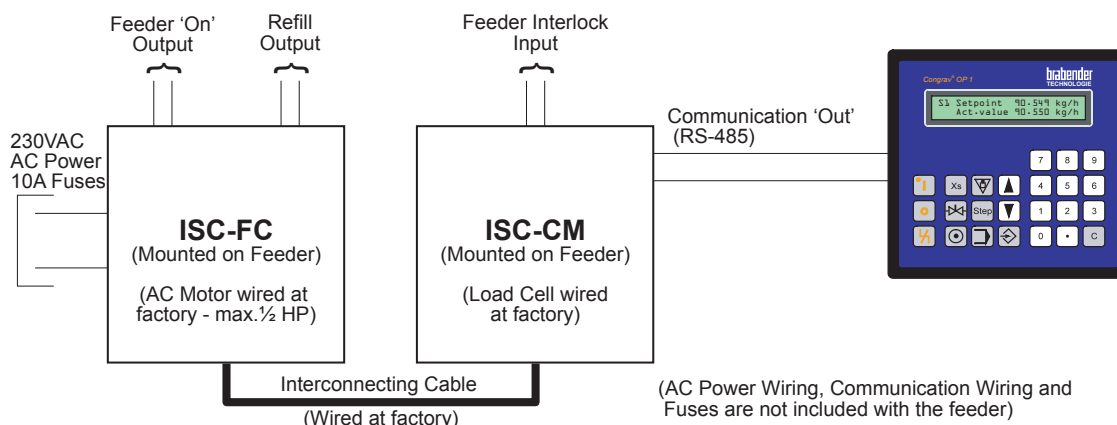 Feeder ‘On’
Output
Refill
Output
Feeder Interlock
Input
230VAC
AC Power
10A Fuses
ISC-FC
(Mounted on Feeder)
(AC Motor wired at
factory - max.½ HP)
ISC-CM
(Mounted on Feeder)
(Load Cell wired
at factory)
Communication ‘Out’
(RS-485)
Interconnecting Cable
(Wired at factory)
(AC Power Wiring, Communication Wiring and
Fuses are not included with the feeder)
Congrav® OP 1
brabender
TECHNOLOGIE
S1 Setpoint 90.549 kg/h
Act.value 90.550 kg/h
7 8 9
Xs 4 5 6
Step 1 2 3
0 • C